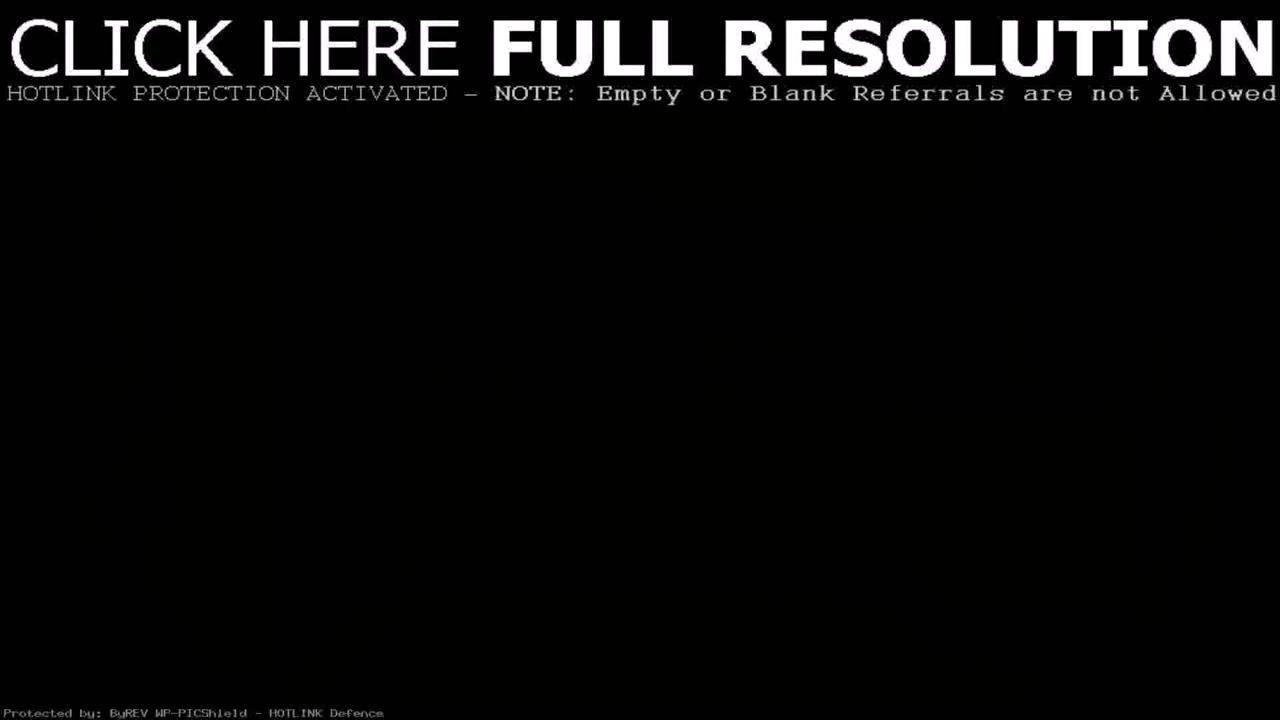 CLICK HERE FULL RESOLUTION
HOTLINK PROTECTION ACTIVATED - NOTE: Empty or Blank Referrals are not Allowed
Protected by: ByREV WP-PICShield - HOTLINK Defence